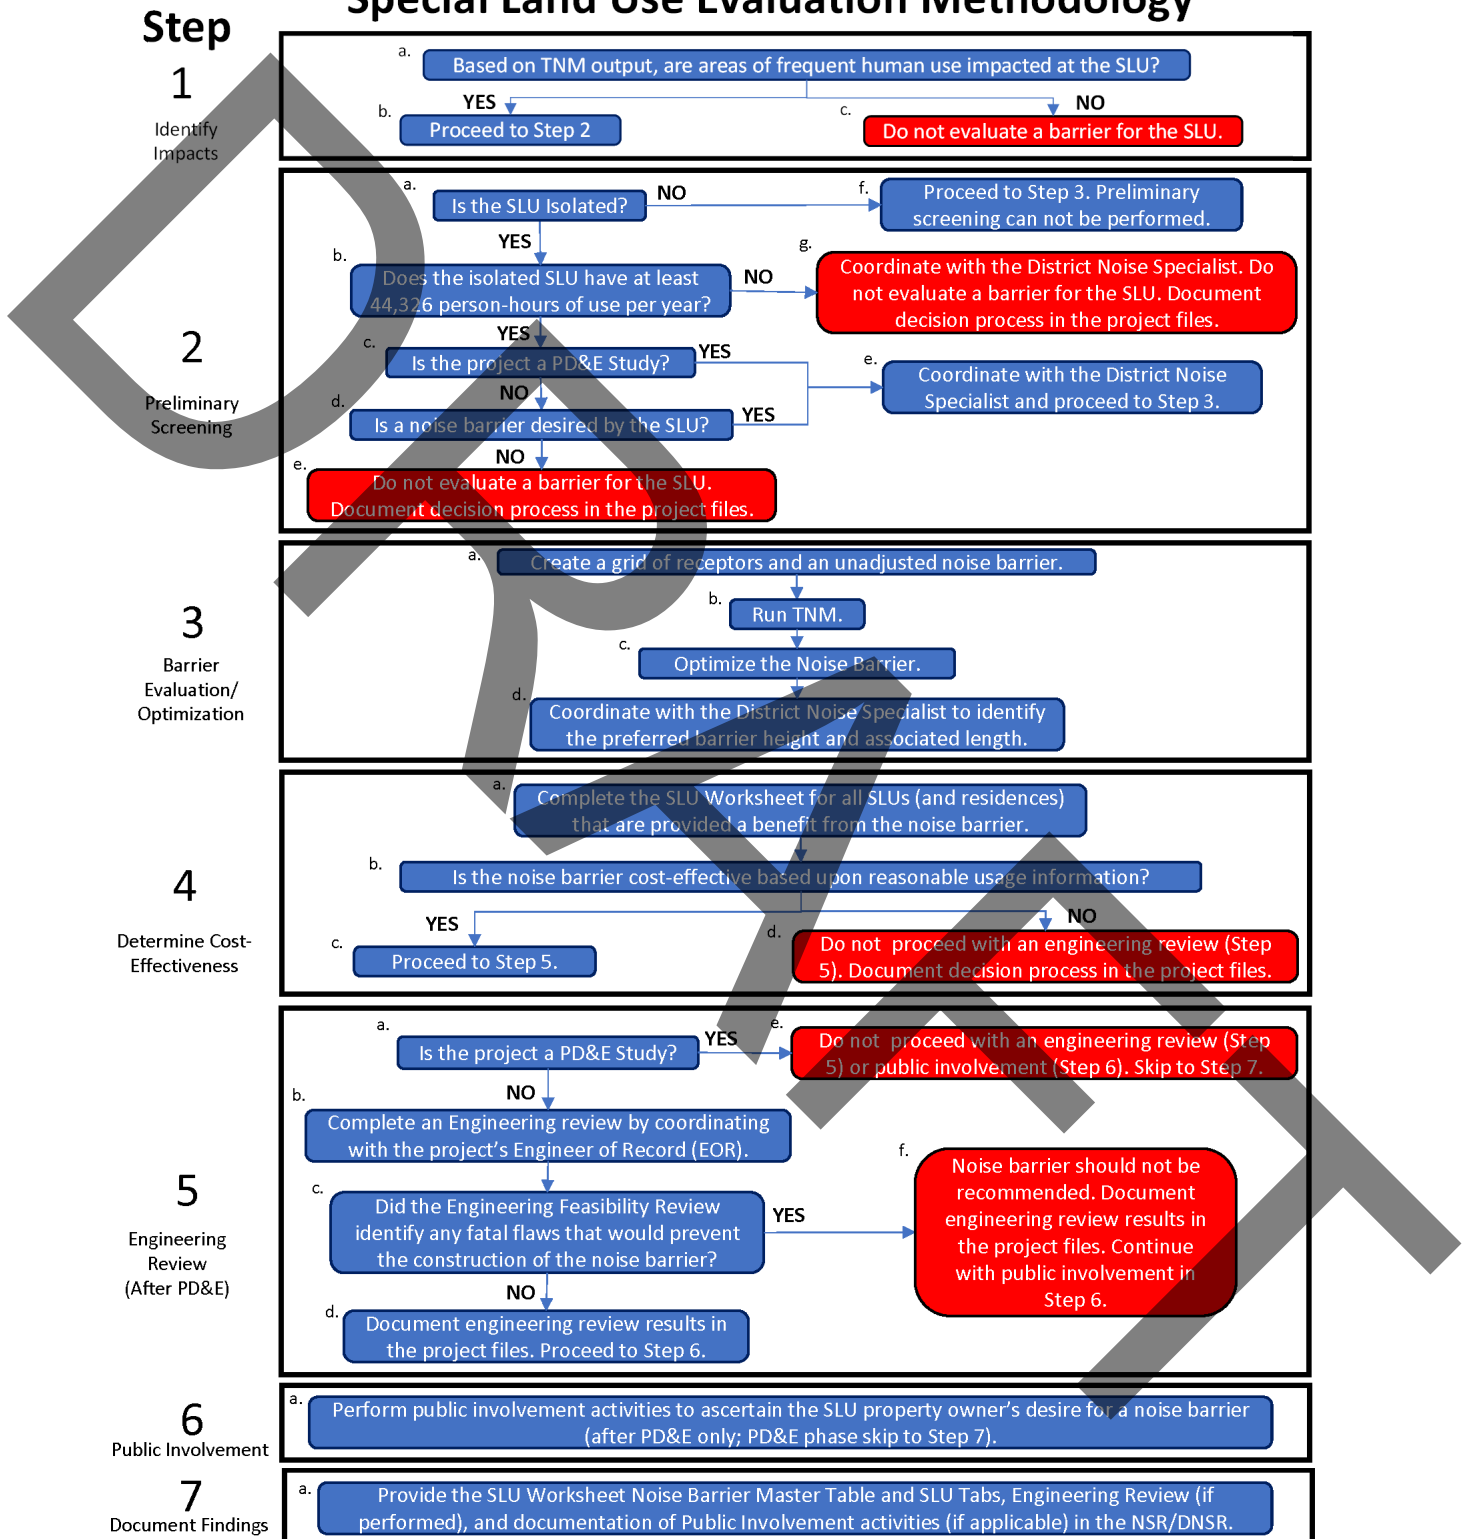 Special Land Use Evaluation Methodology
Step
1
Identify
Impacts
a.
Based on TNM output, are areas of frequent human use impacted at the SLU?
YES
NO
b.
Proceed to Step 2
c.
Do not evaluate a barrier for the SLU.
2
Preliminary
Screening
a.
Is the SLU Isolated?
NO
f.
Proceed to Step 3. Preliminary
screening can not be performed.
YES
b.
Does the isolated SLU have at least
44,326 person-hours of use per year?
NO
g.
Coordinate with the District Noise Specialist. Do
not evaluate a barrier for the SLU. Document
decision process in the project files.
YES
c.
Is the project a PD&E Study?
YES
e.
Coordinate with the District Noise
Specialist and proceed to Step 3.
NO
d.
Is a noise barrier desired by the SLU?
YES
NO
e.
Do not evaluate a barrier for the SLU.
Document decision process in the project files.
3
Barrier
Evaluation/
Optimization
a.
Create a grid of receptors and an unadjusted noise barrier.
b.
Run TNM.
c.
Optimize the Noise Barrier.
d.
Coordinate with the District Noise Specialist to identify
the preferred barrier height and associated length.
4
Determine Cost-
Effectiveness
a.
Complete the SLU Worksheet for all SLUs (and residences)
that are provided a benefit from the noise barrier.
b.
Is the noise barrier cost-effective based upon reasonable usage information?
YES
NO
c.
Proceed to Step 5.
d.
Do not proceed with an engineering review (Step
5). Document decision process in the project files.
5
Engineering
Review
(After PD&E)
a.
Is the project a PD&E Study?
YES
e.
Do not proceed with an engineering review (Step
5) or public involvement (Step 6). Skip to Step 7.
NO
b.
Complete an Engineering review by coordinating
with the project's Engineer of Record (EOR).
c.
Did the Engineering Feasibility Review
identify any fatal flaws that would prevent
the construction of the noise barrier?
YES
f.
Noise barrier should not be
recommended. Document
engineering review results in
the project files. Continue
with public involvement in
Step 6.
NO
d.
Document engineering review results in
the project files. Proceed to Step 6.
6
Public Involvement
a.
Perform public involvement activities to ascertain the SLU property owner's desire for a noise barrier
(after PD&E only; PD&E phase skip to Step 7).
7
Document Findings
a.
Provide the SLU Worksheet Noise Barrier Master Table and SLU Tabs, Engineering Review (if
performed), and documentation of Public Involvement activities (if applicable) in the NSR/DNSR.
DRAFT